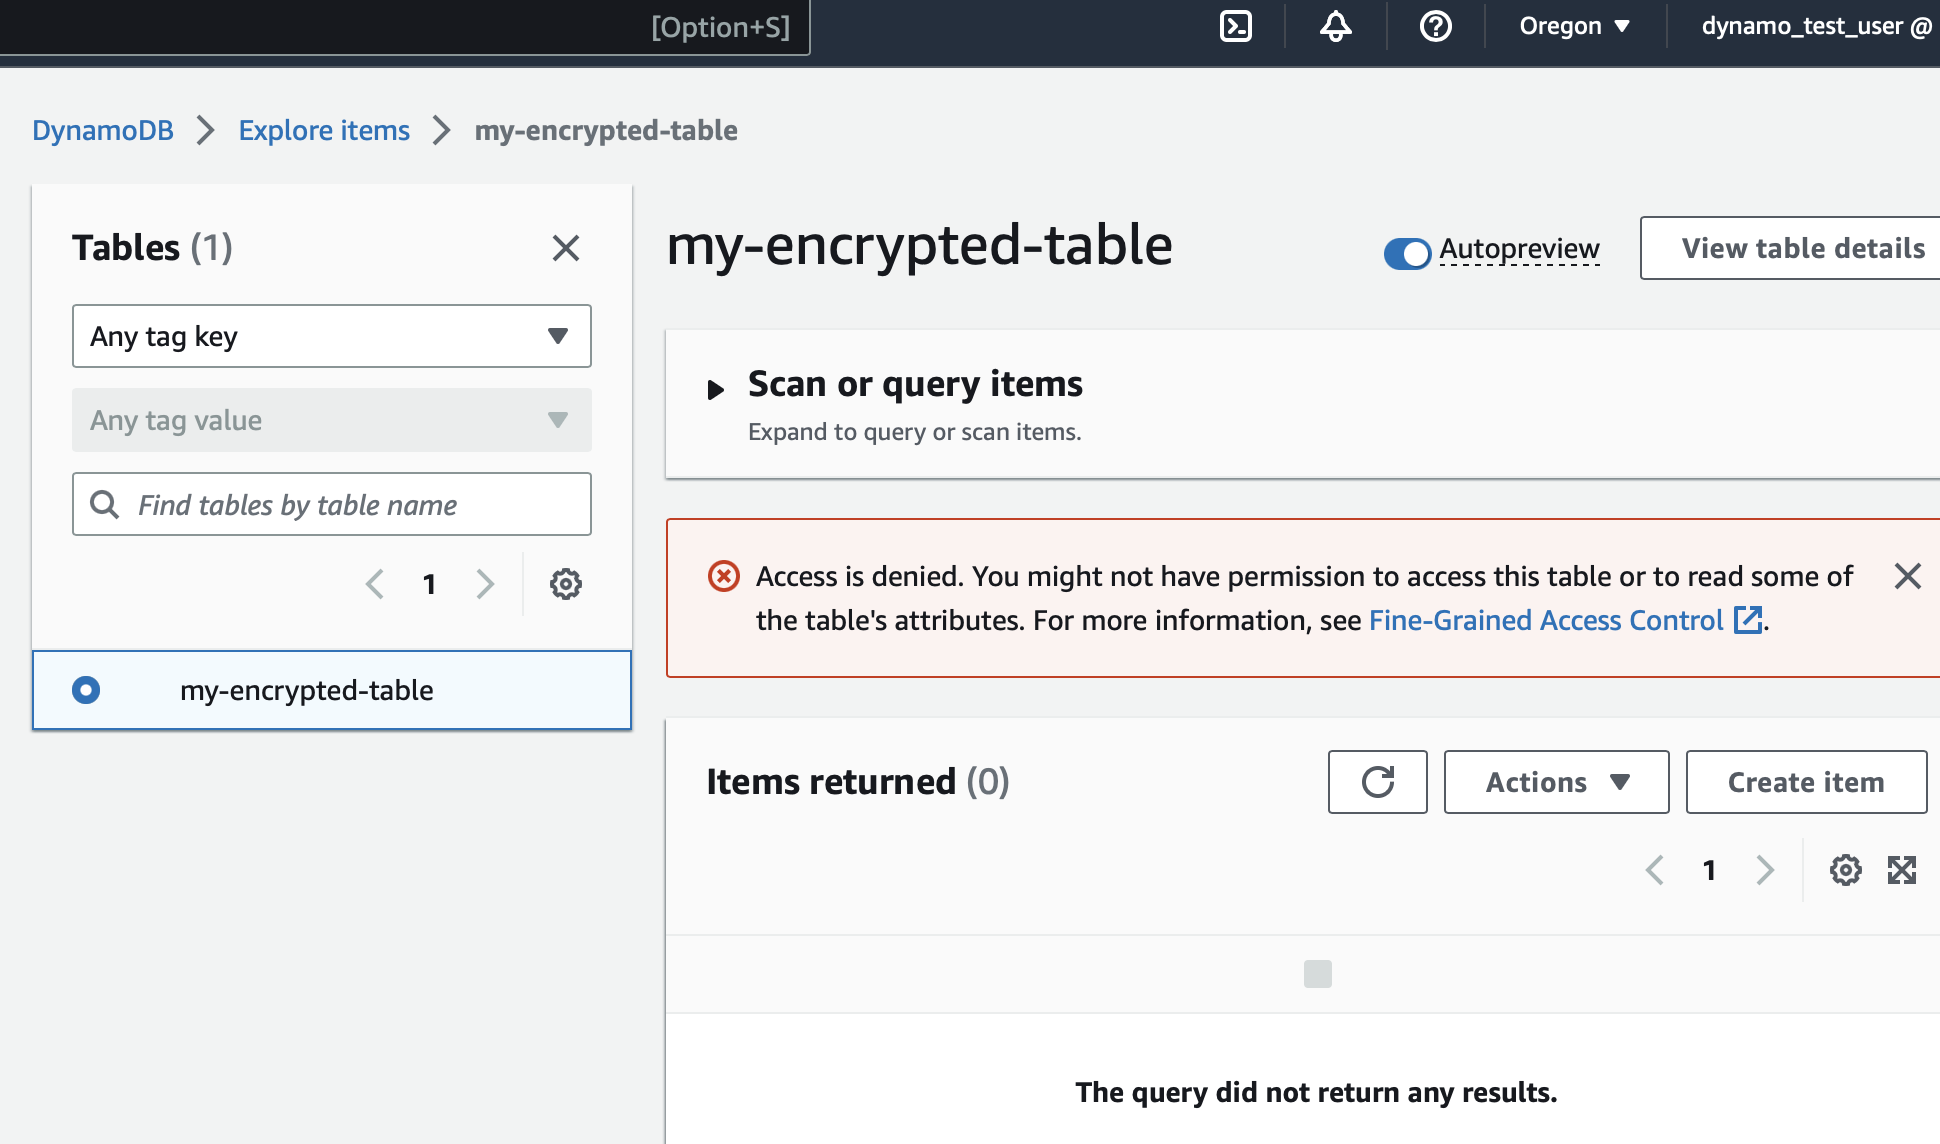 [Option+S]
Oregon
dynamo_test_user @
DynamoDB
Explore items
my-encrypted-table
Tables (1)
Any tag key
Any tag value
Find tables by table name
1
my-encrypted-table
my-encrypted-table
Autopreview
View table details
Scan or query items
Expand to query or scan items.
Access is denied. You might not have permission to access this table or to read some of
the table's attributes. For more information, see Fine-Grained Access Control.
Items returned (0)
Actions
Create item
1
The query did not return any results.